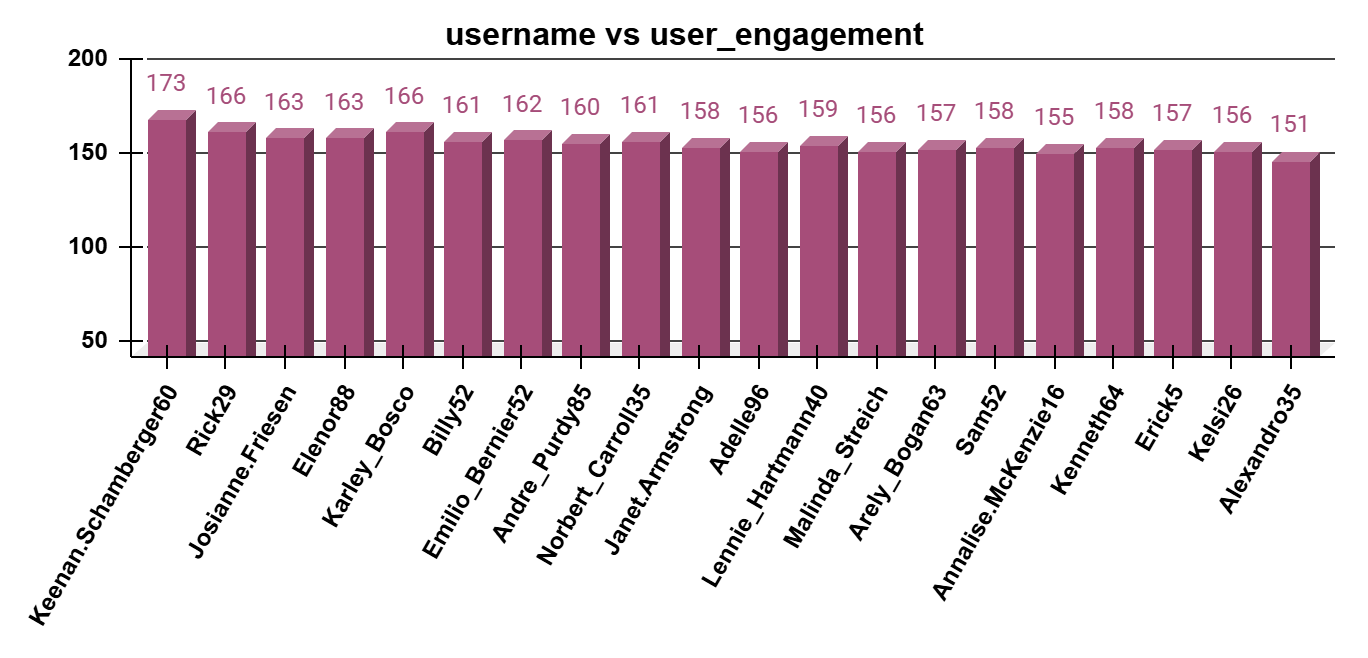 username vs user_engagement
200
150
100
50
173
166
163
163
166
161
162
160
161
158
156
159
156
157
158
155
158
157
156
151
Keenan.Schamberger60
Rick29
Josianne.Friesen
Elenor88
Karley_Bosco
Billy52
Emilio_Bernier52
Andre_Purdy85
Norbert_Carroll35
Janet.Armstrong
Adelle96
Lennie_Hartmann40
Malinda_Streich
Arely_Bogan63
Sam52
Annalise.McKenzie16
Kenneth64
Erick5
Kelsi26
Alexandro35